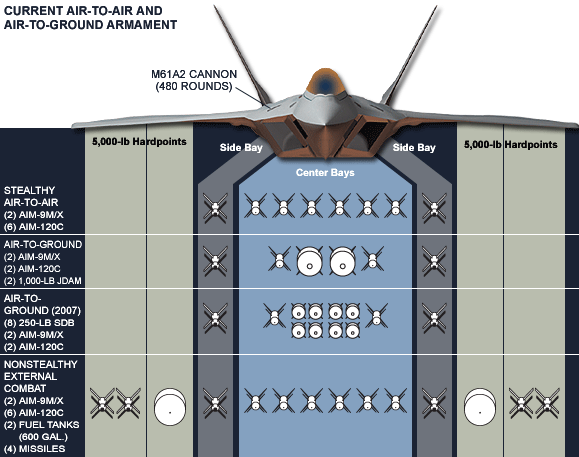 CURRENT AIR-TO-AIR AND
AIR-TO-GROUND ARMAMENT
M61A2 CANNON
(480 ROUNDS)
5,000-lb Hardpoints
Side Bay
Side Bay
5,000-lb Hardpoints
Center Bays
STEALTHY
AIR-TO-AIR
(2) AIM-9M/X
(6) AIM-120C
AIR-TO-GROUND
(2) AIM-9M/X
(2) AIM-120C
(2) 1,000-LB JDAM
AIR-TO-
GROUND (2007)
(8) 250-LB SDB
(2) AIM-9M/X
(2) AIM-120C
NONSTEALTHY
EXTERNAL
COMBAT
(2) AIM-9M/X
(6) AIM-120C
(2) FUEL TANKS
(600 GAL.)
(4) MISSILES